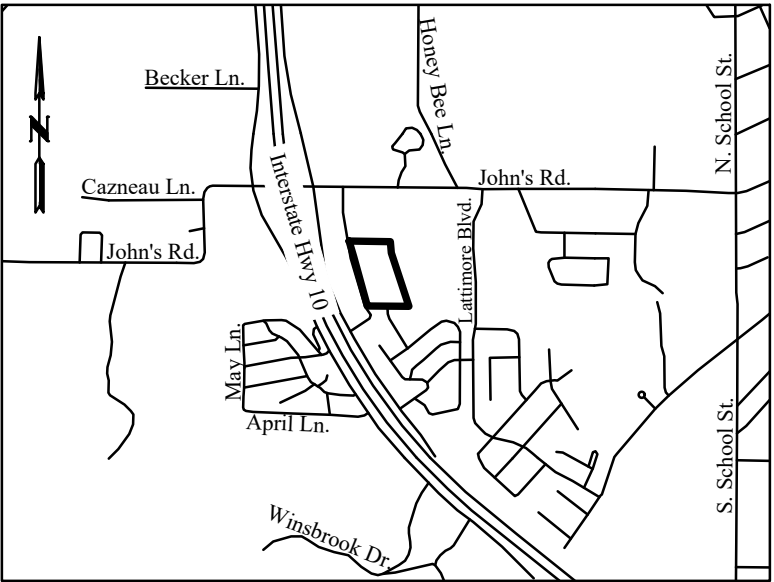 Becker Ln.
Honey Bee Ln.
N. School St.
N
Cazneau Ln.
John's Rd.
Interstate Hwy 10
John's Rd.
Lattimore Blvd.
May Ln.
April Ln.
S. School St.
Winsbrook Dr.